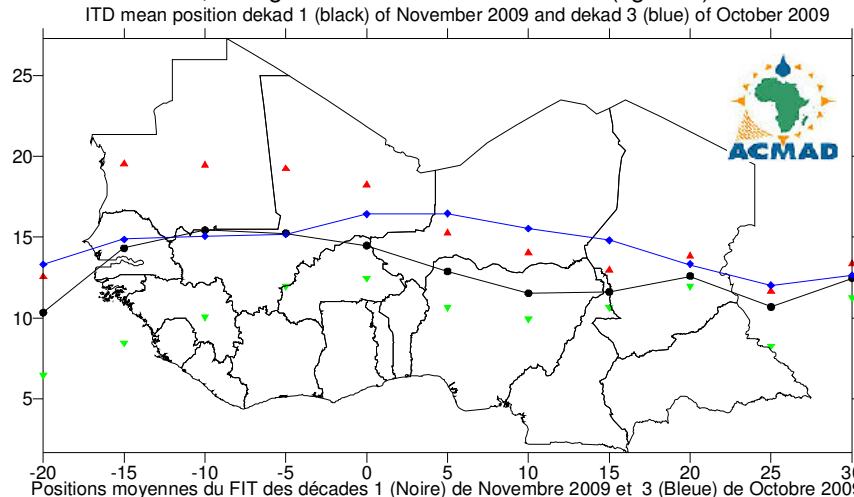 ITD mean position dekad 1 (black) of November 2009 and dekad 3 (blue) of October 2009
ACMAD
25
20
15
10
5
-20 -15 -10 -5 0 5 10 15 20 25 30
Positions moyennes du FIT des décades 1 (Noire) de Novembre 2009 et 3 (Bleue) de Octobre 2009